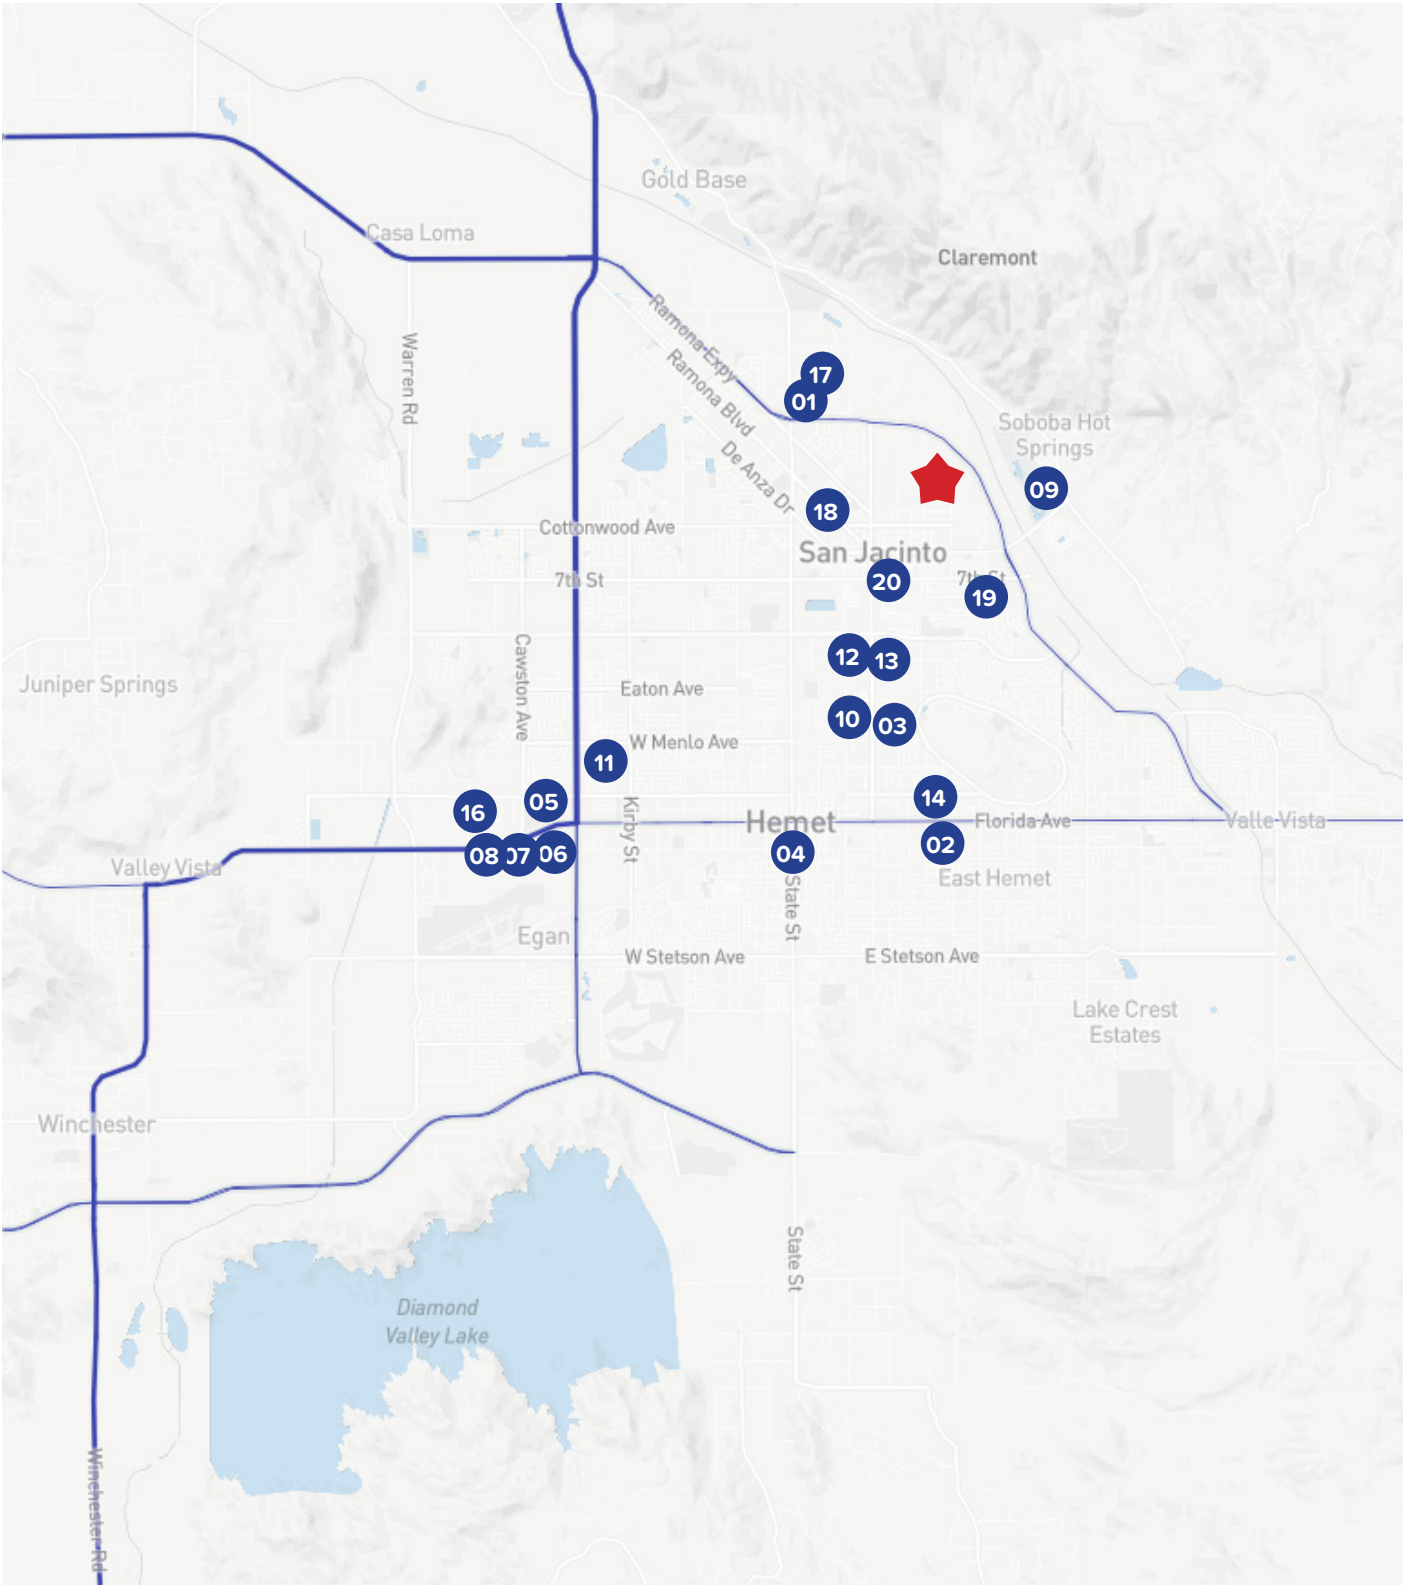 Gold Base
Casa Loma
Claremont
Ramona Expy
Warren Rd
Ramona Blvd
17
01
Soboba Hot
Springs
De Anza Dr
09
18
Cottonwood Ave
San Jacinto
7th St
20
7th St
19
Cawston Ave
12
13
Juniper Springs
Eaton Ave
10
03
W Menlo Ave
11
05
14
16
Kirby St
Hemet
Florida Ave
Valle Vista
08
07
06
04
02
Valley Vista
East Hemet
State St
Egan
W Stetson Ave
E Stetson Ave
Lake Crest
Estates
Winchester
State St
Diamond
Valley Lake
Winchester Rd